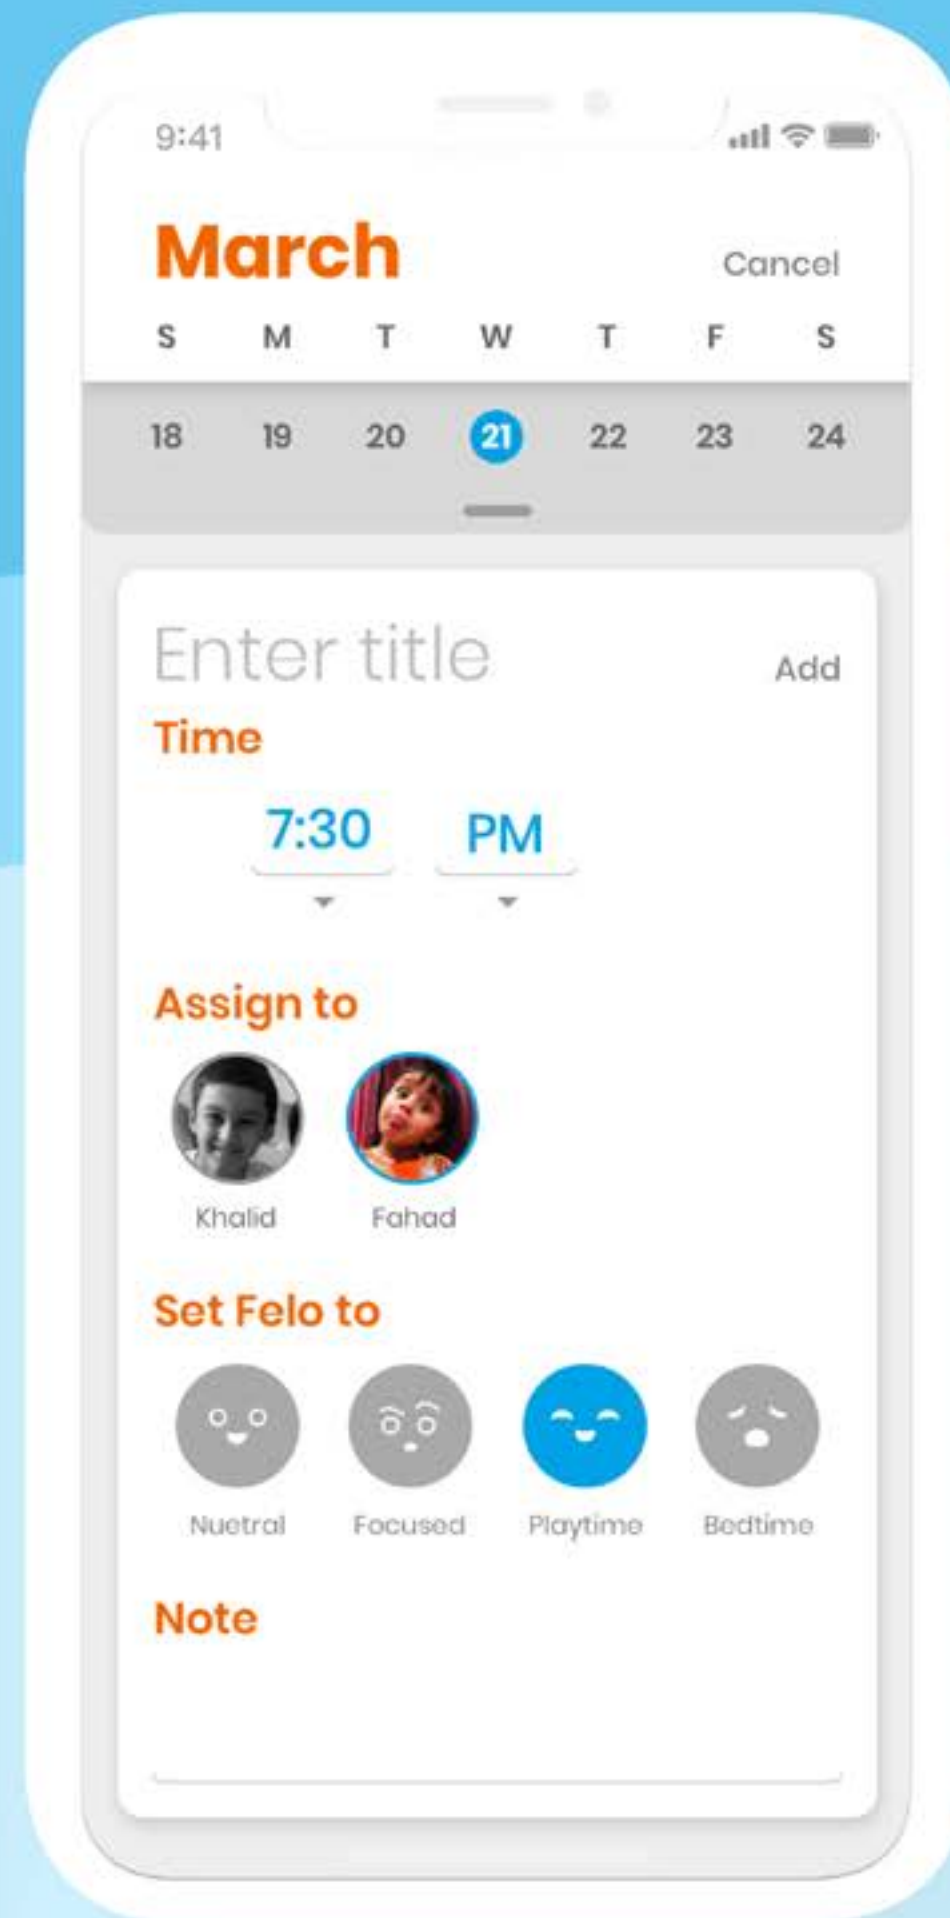 9:41
March
Cancel
S M T W T F S
18 19 20 21 22 23 24
Enter title
Add
Time
7:30 PM
Assign to
Khalid Fahad
Set Felo to
Nuetral Focused Playtime Bedtime
Note